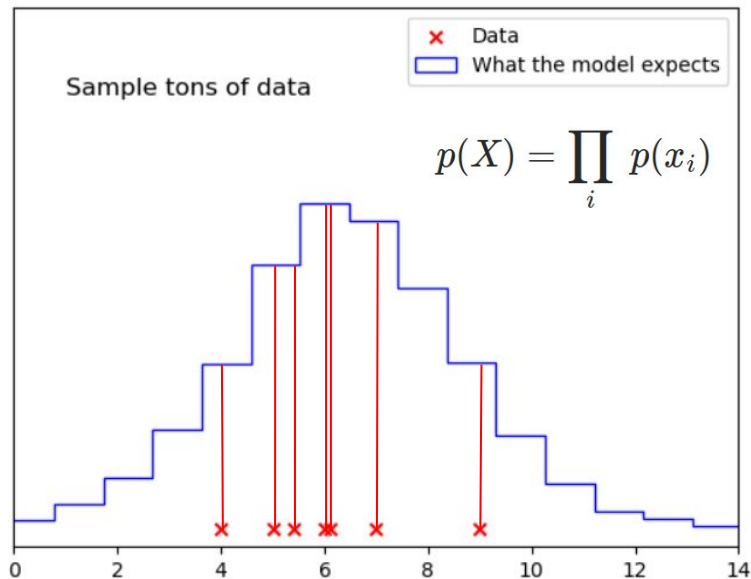 Data
What the model expects
Sample tons of data
p(X) = ∏ p(x_i)
i
0 2 4 6 8 10 12 14